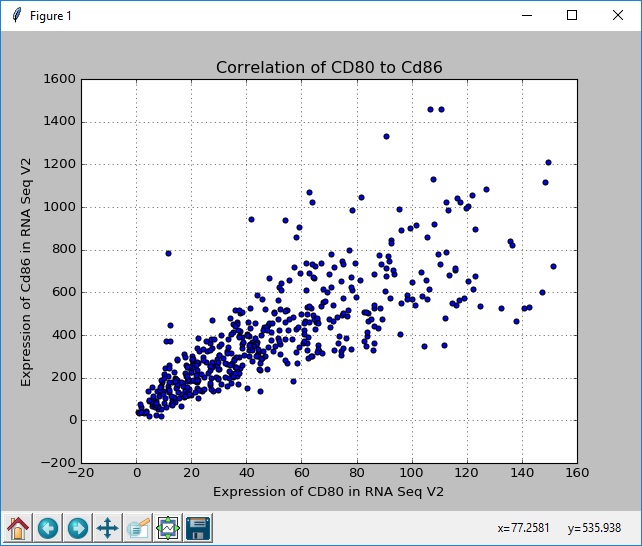 Figure 1
Correlation of CD80 to Cd86
1600
1400
1200
1000
800
600
400
200
0
−200
Expression of Cd86 in RNA Seq V2
−20 0 20 40 60 80 100 120 140 160
Expression of CD80 in RNA Seq V2
x=77.2581 y=535.938